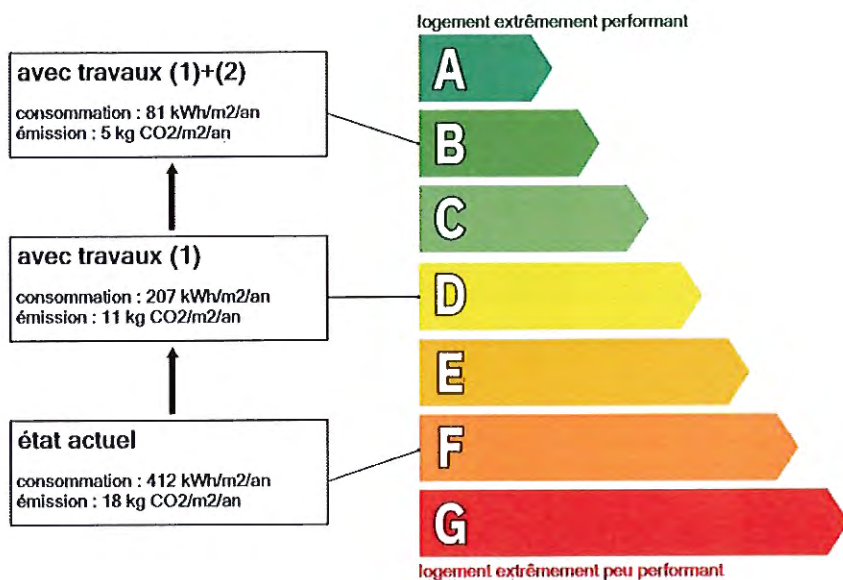 logement extrêmement performant
avec travaux (1)+(2)
consommation : 81 kWh/m2/an
émission : 5 kg CO2/m2/an
avec travaux (1)
consommation : 207 kWh/m2/an
émission : 11 kg CO2/m2/an
état actuel
consommation : 412 kWh/m2/an
émission : 18 kg CO2/m2/an
A
B
C
D
E
F
G
logement extrêmement peu performant